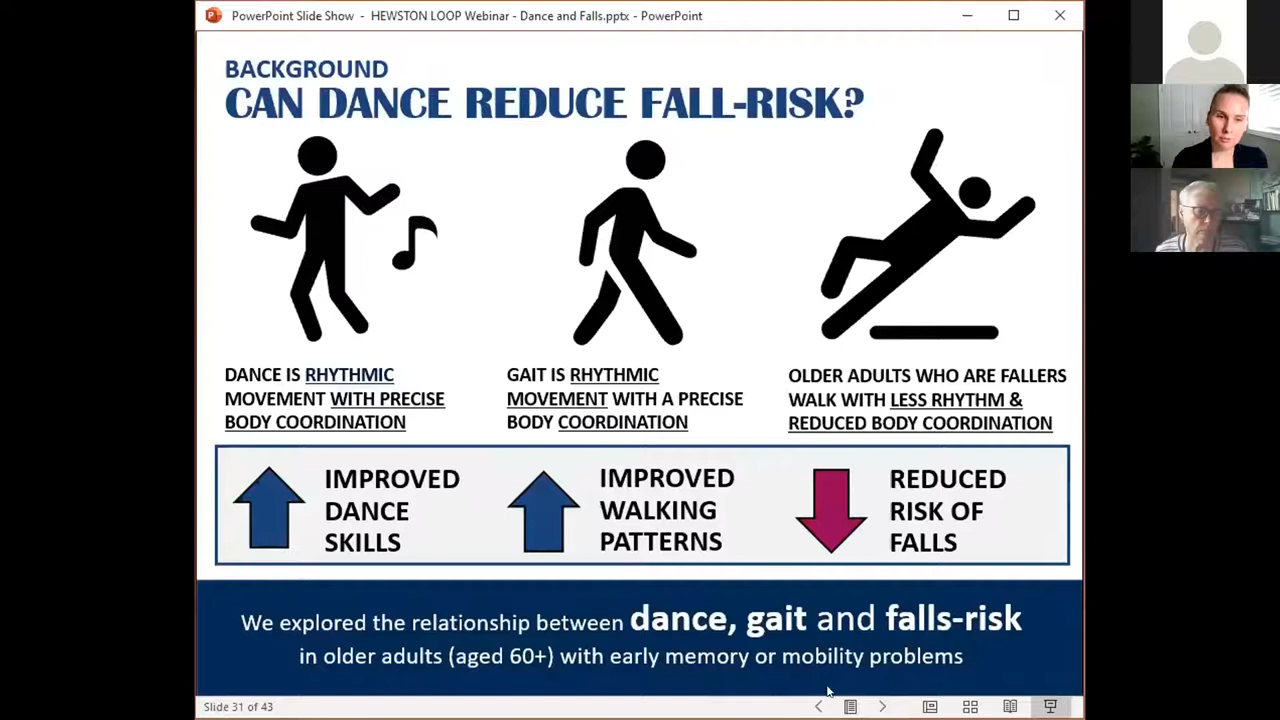 PowerPoint Slide Show - HEWSTON LOOP Webinar - Dance and Falls.pptx - PowerPoint
BACKGROUND
CAN DANCE REDUCE FALL-RISK?
DANCE IS RHYTHMIC
MOVEMENT WITH PRECISE
BODY COORDINATION
GAIT IS RHYTHMIC
MOVEMENT WITH A PRECISE
BODY COORDINATION
OLDER ADULTS WHO ARE FALLERS
WALK WITH LESS RHYTHM &
REDUCED BODY COORDINATION
IMPROVED
DANCE
SKILLS
IMPROVED
WALKING
PATTERNS
REDUCED
RISK OF
FALLS
We explored the relationship between dance, gait and falls-risk
in older adults (aged 60+) with early memory or mobility problems
Slide 31 of 43